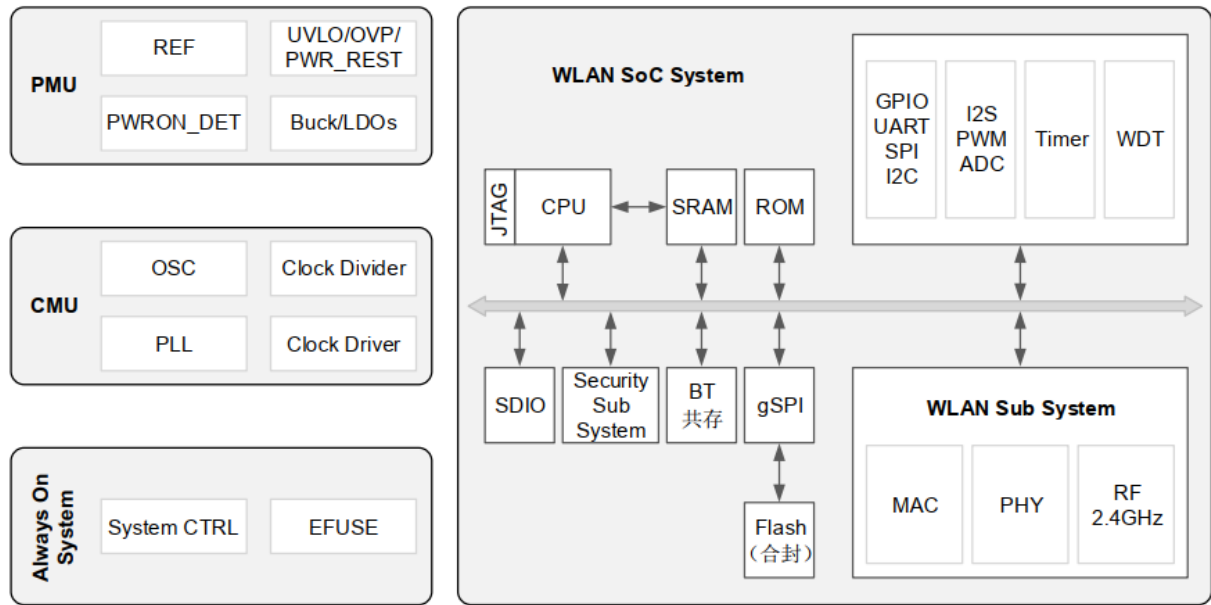 PMU
REF
UVLO/OVP/
PWR_REST
PWRON_DET
Buck/LDOs
CMU
OSC
Clock Divider
PLL
Clock Driver
Always On
System
System CTRL
EFUSE
WLAN SoC System
GPIO
UART
SPI
I2C
I2S
PWM
ADC
Timer
WDT
JTAG
CPU
SRAM
ROM
SDIO
Security
Sub
System
BT
共存
gSPI
Flash
（合封）
WLAN Sub System
MAC
PHY
RF
2.4GHz